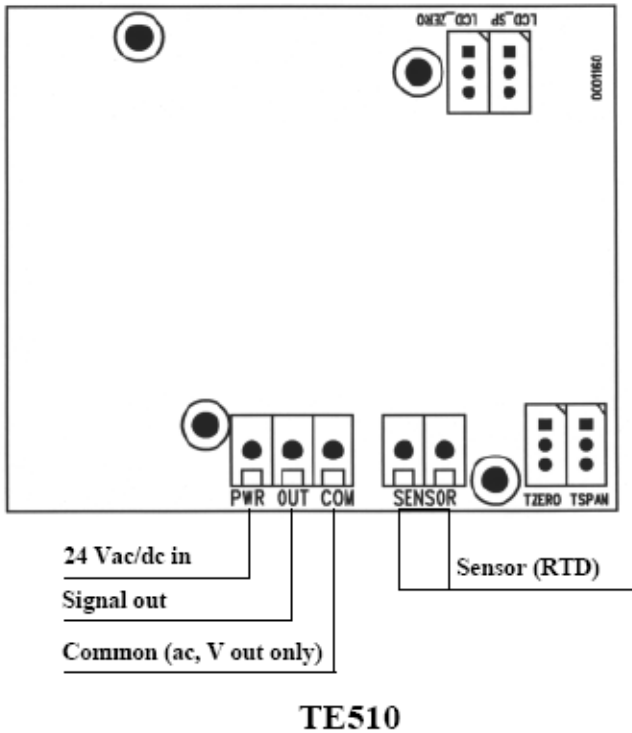 LCD_ZERO LCD_SP
0001160
PWR OUT COM SENSOR TZERO TSPAN
24 Vac/dc in
Signal out
Sensor (RTD)
Common (ac, V out only)
TE510